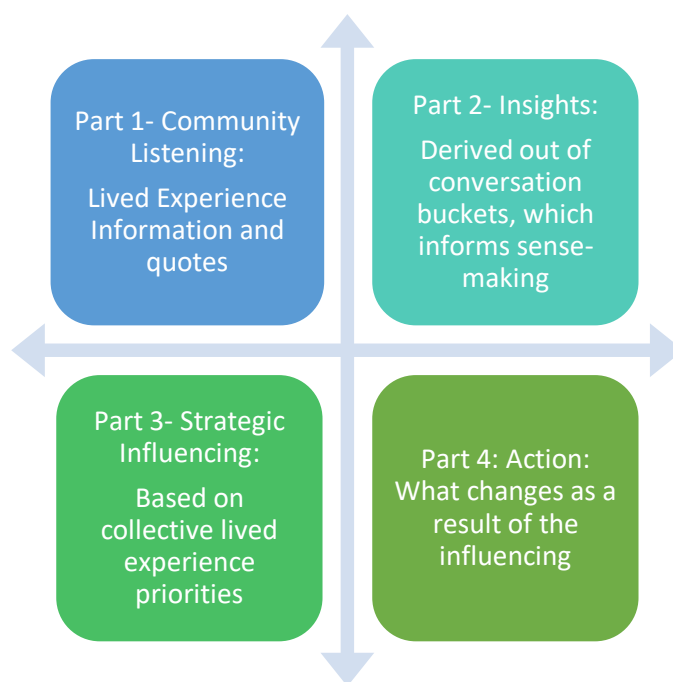 Part 1- Community
Listening:
Lived Experience
Information and
quotes
Part 2- Insights:
Derived out of
conversation
buckets, which
informs sense-
making
Part 3- Strategic
Influencing:
Based on
collective lived
experience
priorities
Part 4: Action:
What changes as a
result of the
influencing